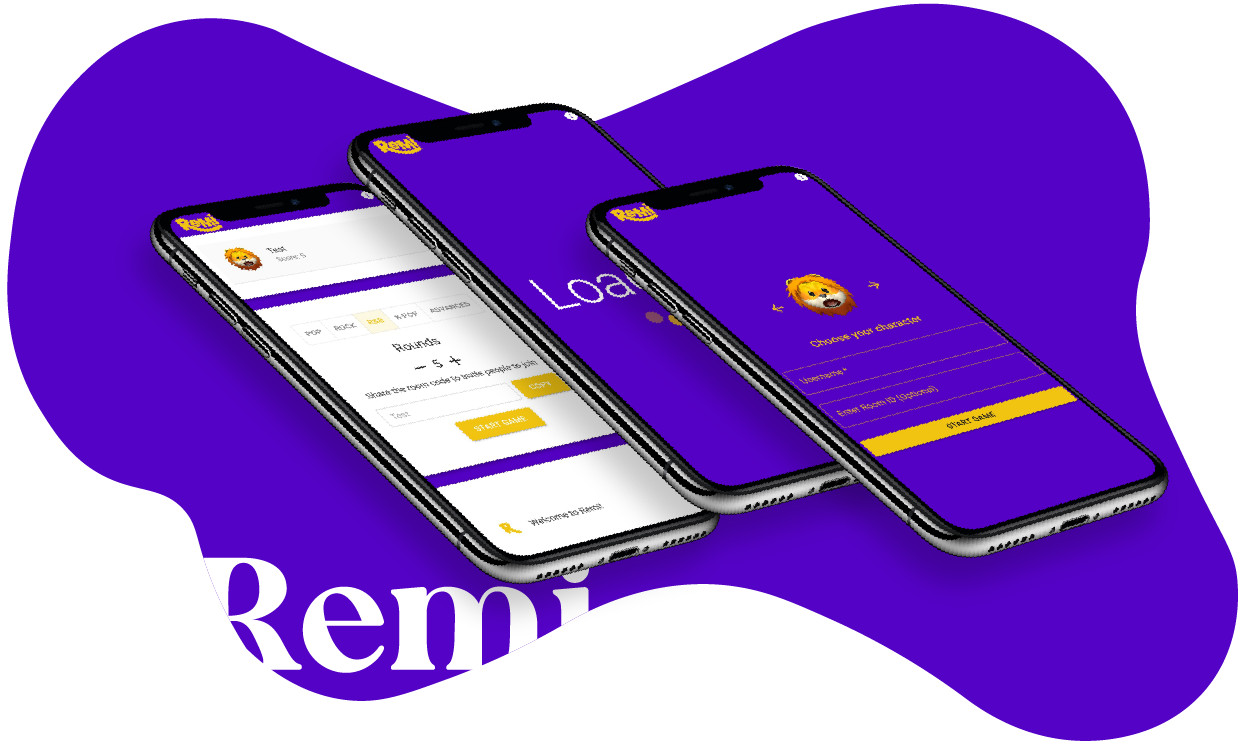 Remi
Test
Score: 5
POP ROCK R&B K-POP ADVANCED
Rounds
– 5 +
Share the room code to invite people to join
Test
COPY
START GAME
R
Welcome to Remi!
Remi
Loa
Remi
← →
Choose your character
Username *
Enter Room ID (Optional)
START GAME
Remi